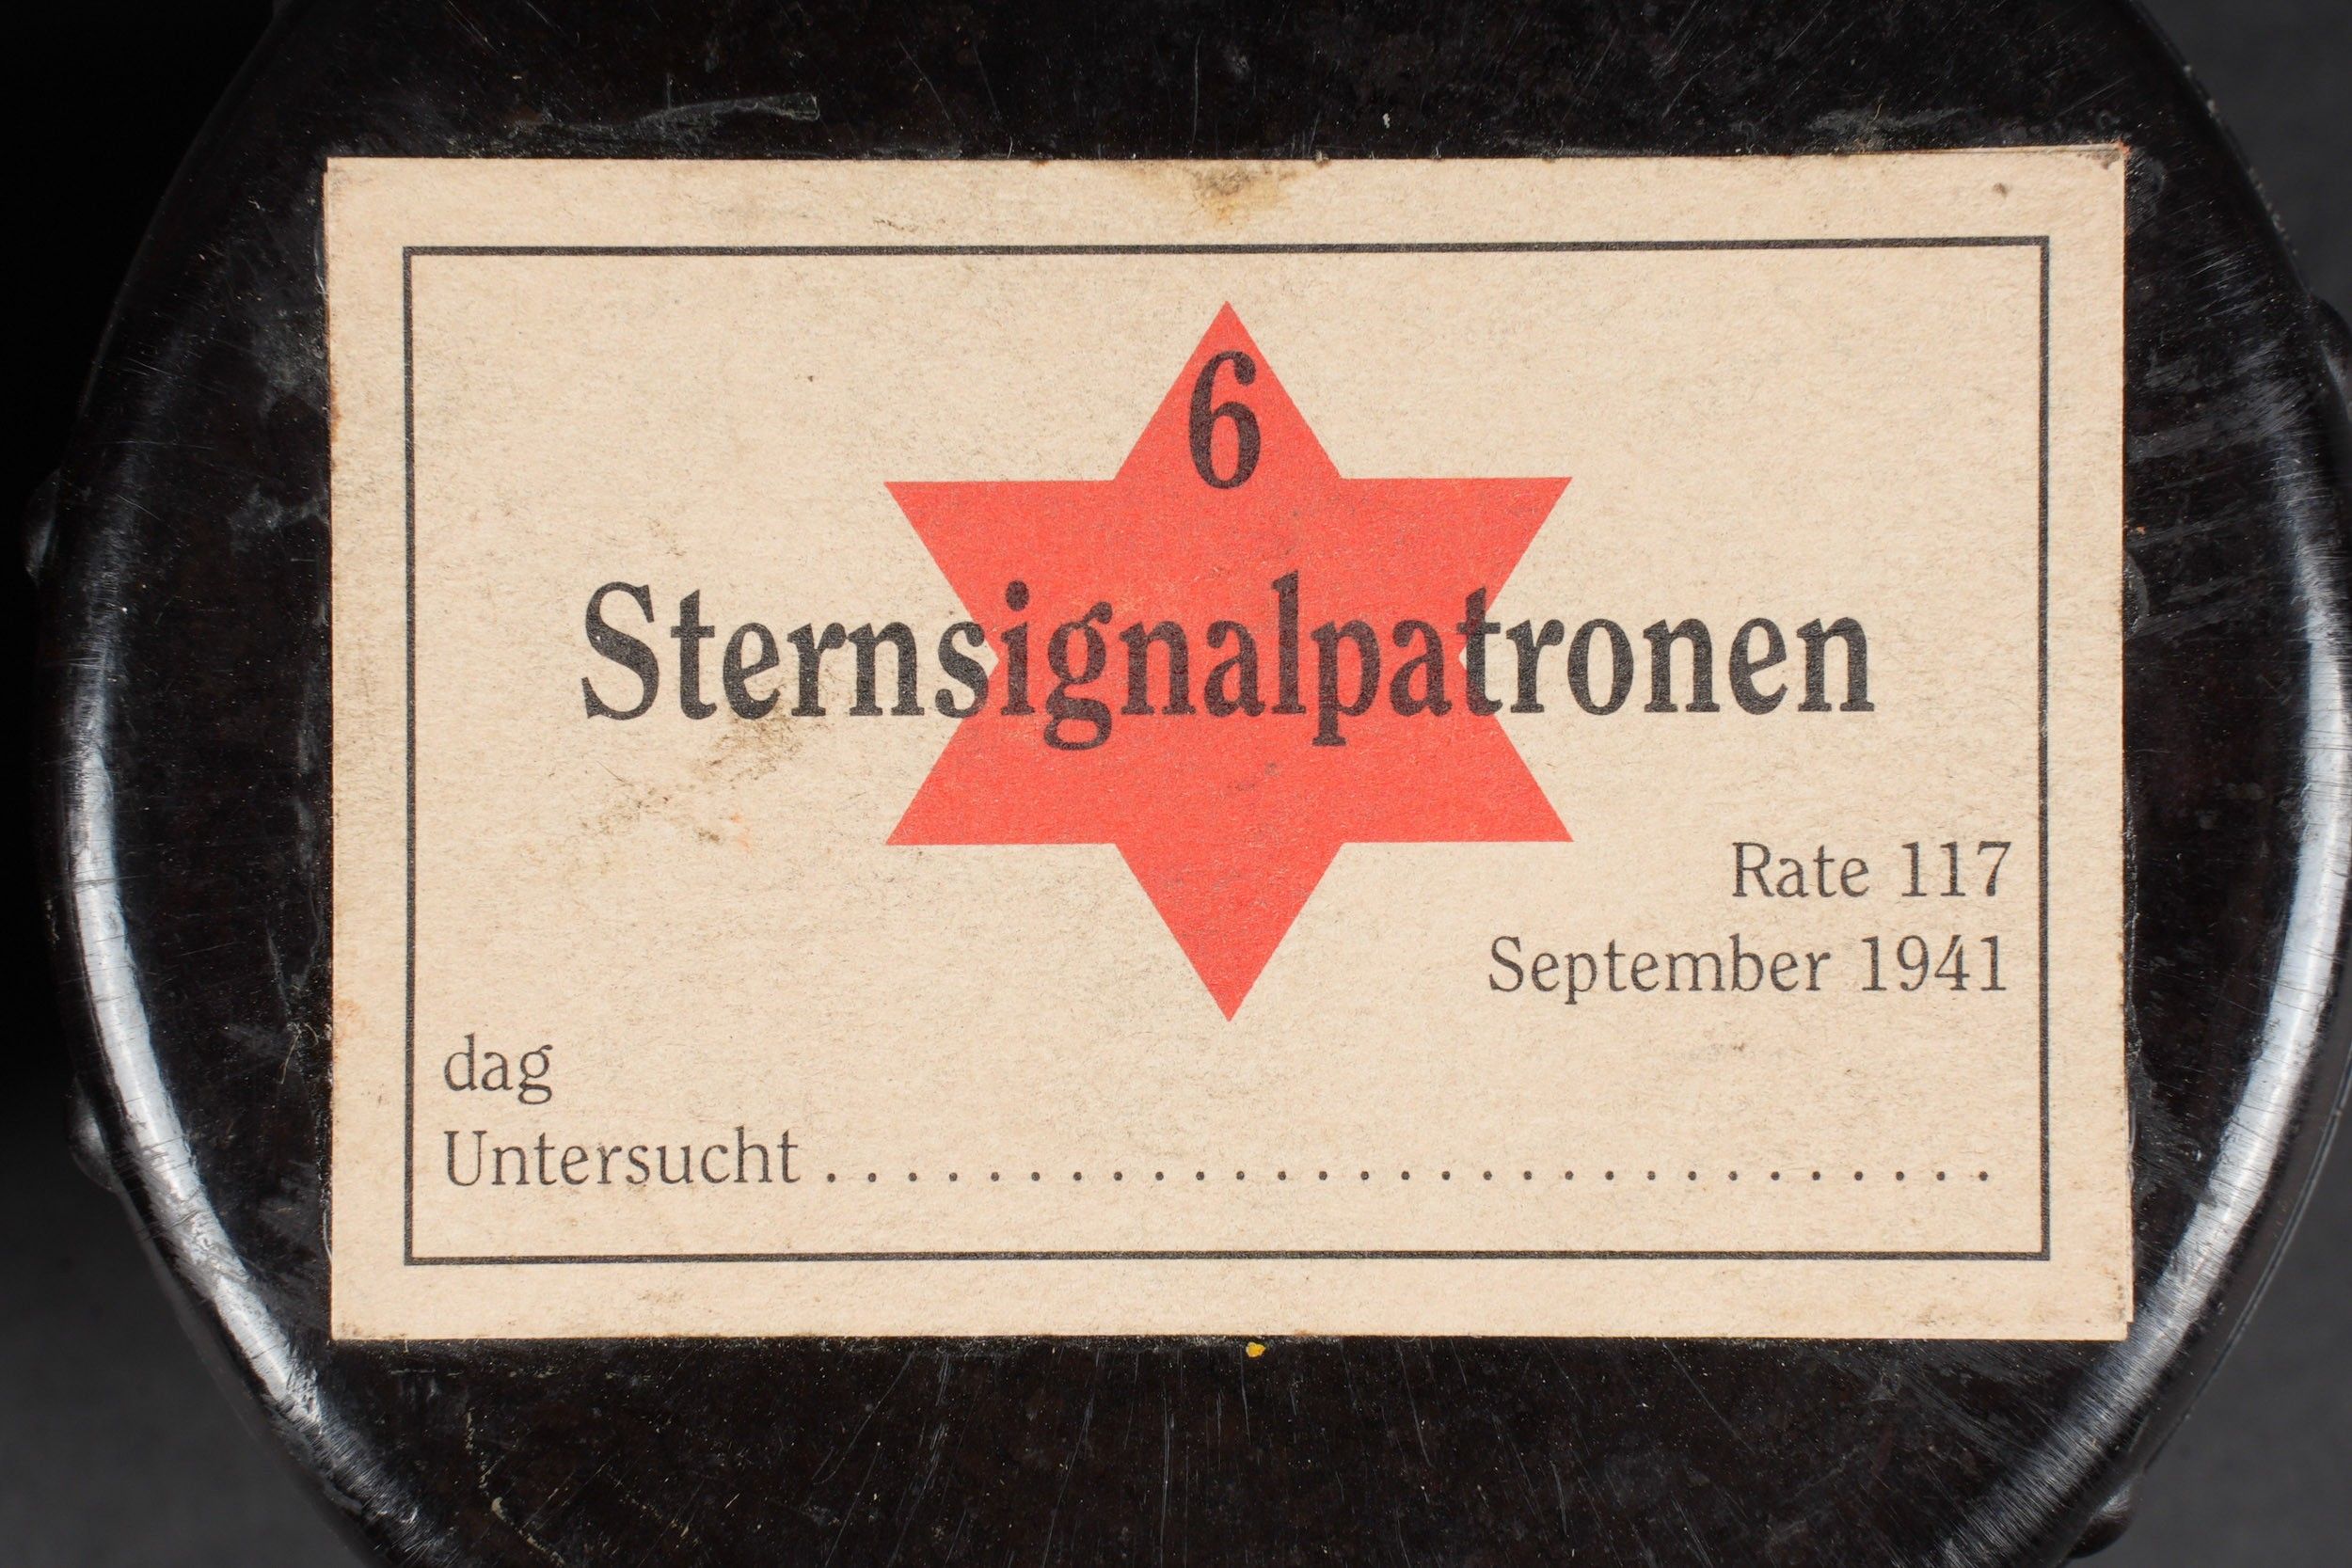 6
Sternsignalpatronen
Rate 117
September 1941
dag
Untersucht . . . . . . . . . . . . . . . . . . . . . . . . . . . . . . .